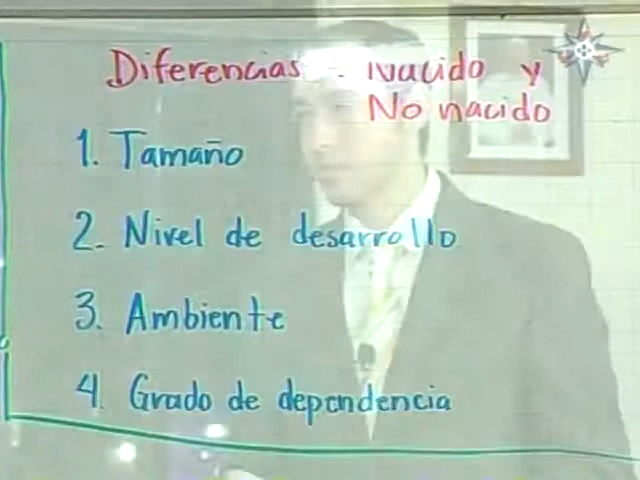 Diferencias : Nacido y
No nacido
1. Tamaño
2. Nivel de desarrollo
3. Ambiente
4. Grado de dependencia